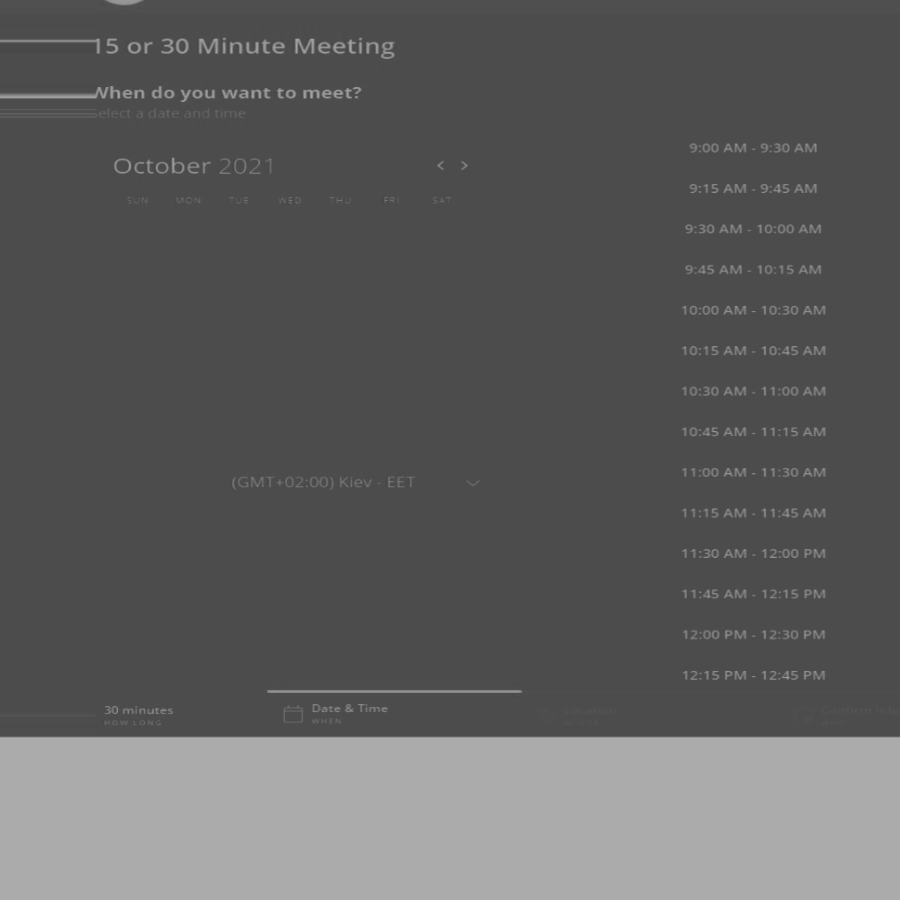 15 or 30 Minute Meeting
When do you want to meet?
elect a date and time
October 2021
< >
SUN MON TUE WED THU FRI SAT
(GMT+02:00) Kiev - EET
9:00 AM - 9:30 AM
9:15 AM - 9:45 AM
9:30 AM - 10:00 AM
9:45 AM - 10:15 AM
10:00 AM - 10:30 AM
10:15 AM - 10:45 AM
10:30 AM - 11:00 AM
10:45 AM - 11:15 AM
11:00 AM - 11:30 AM
11:15 AM - 11:45 AM
11:30 AM - 12:00 PM
11:45 AM - 12:15 PM
12:00 PM - 12:30 PM
12:15 PM - 12:45 PM
30 minutes
HOW LONG
Date & Time
WHEN